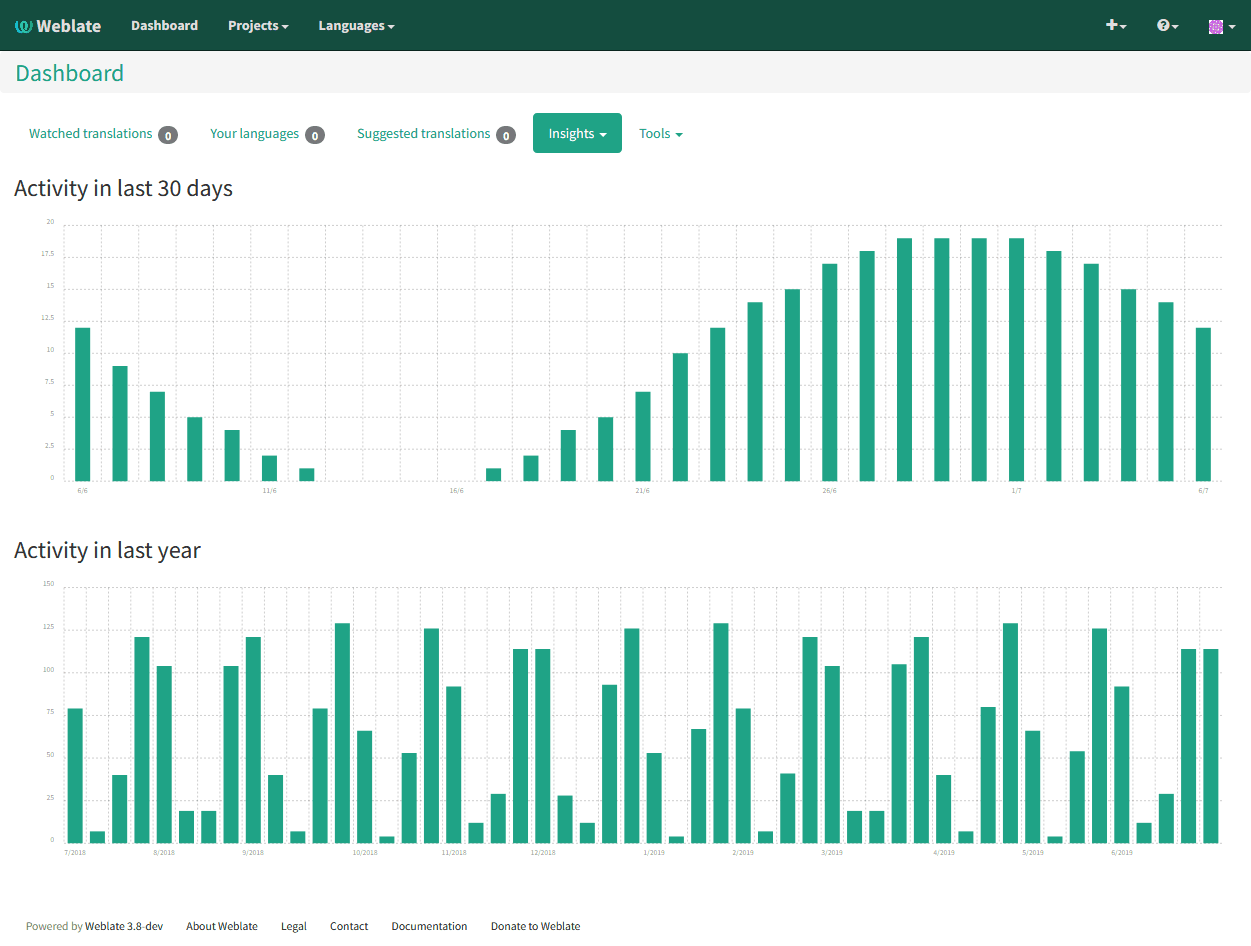 Weblate Dashboard Projects Languages
Dashboard
Watched translations 0 Your languages 0 Suggested translations 0 Insights Tools
Activity in last 30 days
20
17.5
15
12.5
10
7.5
5
2.5
0
6/6 11/6 16/6 21/6 26/6 1/7 6/7
Activity in last year
150
125
100
75
50
25
0
7/2018 8/2018 9/2018 10/2018 11/2018 12/2018 1/2019 2/2019 3/2019 4/2019 5/2019 6/2019
Powered by Weblate 3.8-dev About Weblate Legal Contact Documentation Donate to Weblate